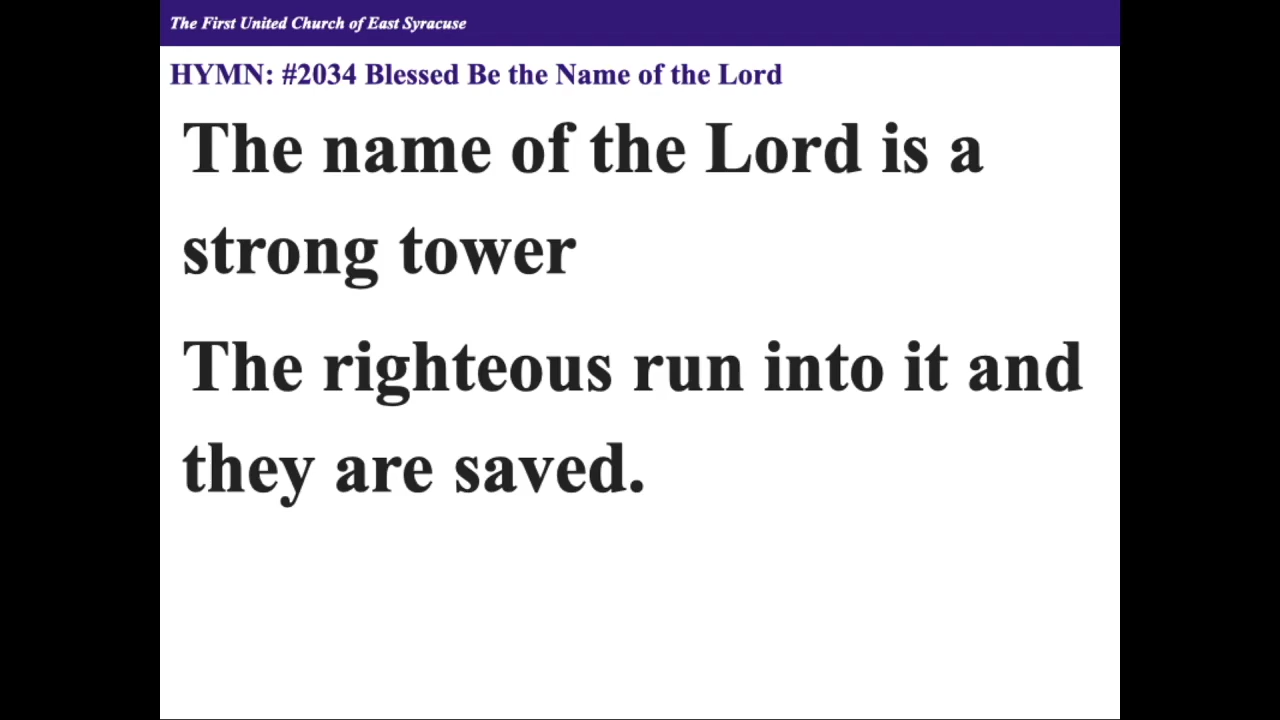 The First United Church of East Syracuse
HYMN: #2034 Blessed Be the Name of the Lord
The name of the Lord is a
strong tower
The righteous run into it and
they are saved.